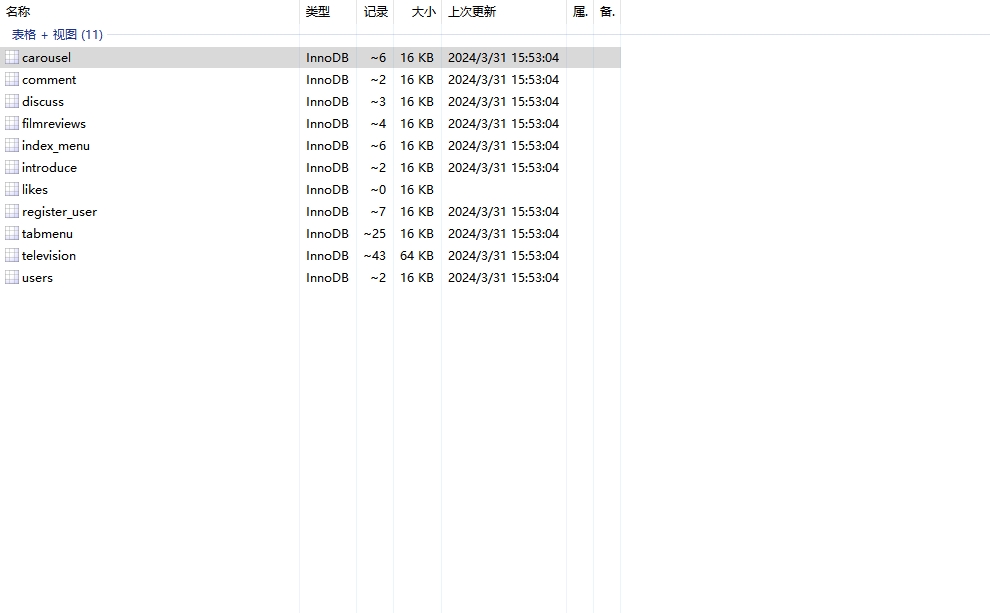 名称 类型 记录 大小 上次更新 属. 备.
表格 + 视图 (11)
carousel InnoDB ~6 16 KB 2024/3/31 15:53:04
comment InnoDB ~2 16 KB 2024/3/31 15:53:04
discuss InnoDB ~3 16 KB 2024/3/31 15:53:04
filmreviews InnoDB ~4 16 KB 2024/3/31 15:53:04
index_menu InnoDB ~6 16 KB 2024/3/31 15:53:04
introduce InnoDB ~2 16 KB 2024/3/31 15:53:04
likes InnoDB ~0 16 KB
register_user InnoDB ~7 16 KB 2024/3/31 15:53:04
tabmenu InnoDB ~25 16 KB 2024/3/31 15:53:04
television InnoDB ~43 64 KB 2024/3/31 15:53:04
users InnoDB ~2 16 KB 2024/3/31 15:53:04